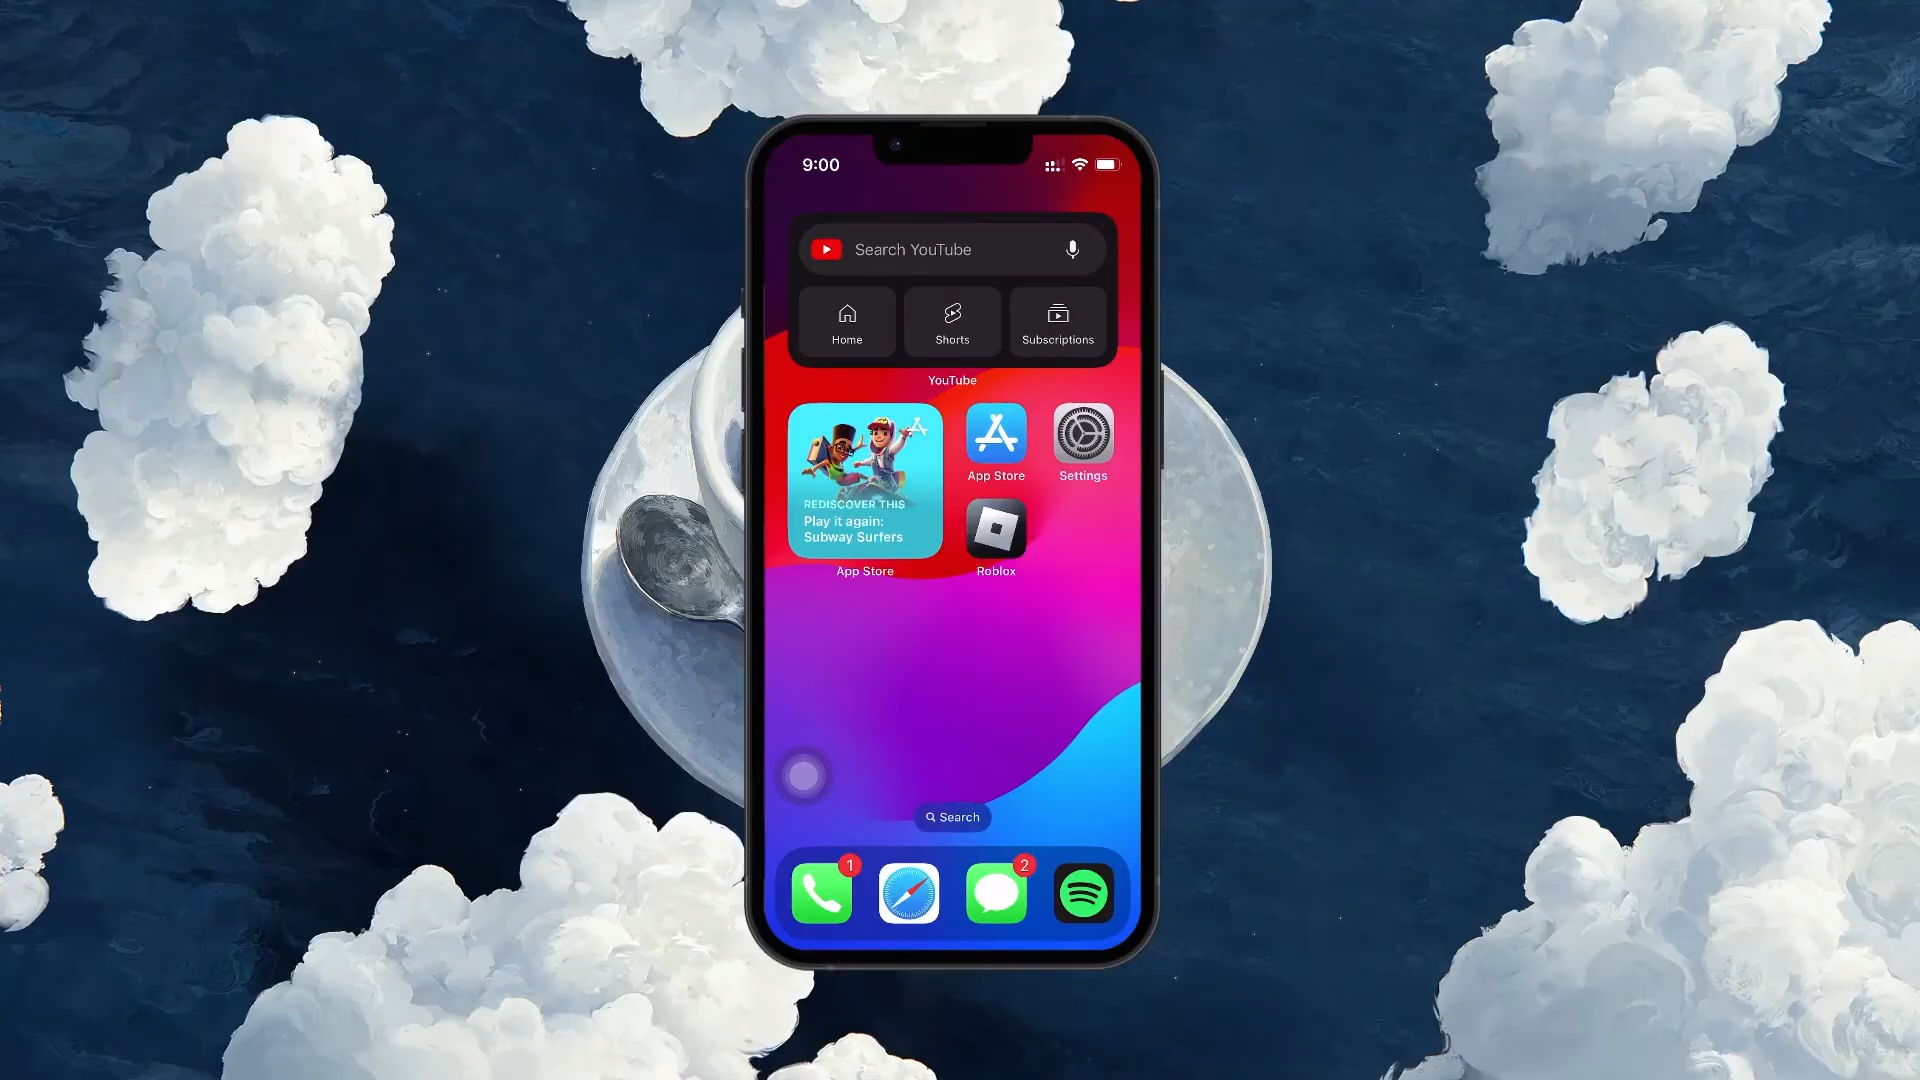 9:00
Search YouTube
Home
Shorts
Subscriptions
YouTube
REDISCOVER THIS
Play it again:
Subway Surfers
App Store
App Store
Settings
Roblox
Search
1
2